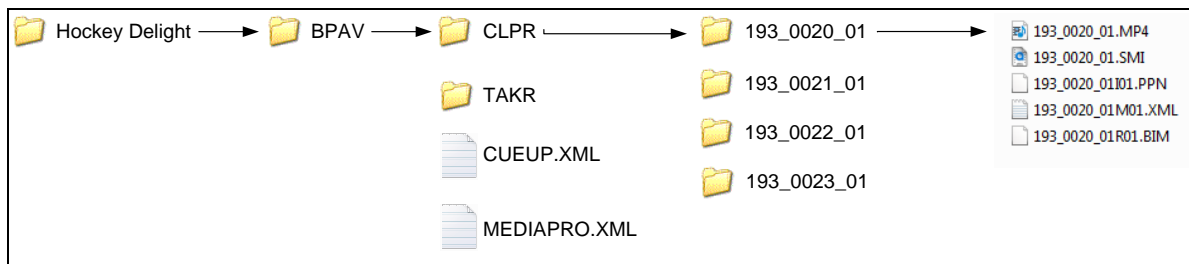 Hockey Delight
BPAV
CLPR
TAKR
CUEUP.XML
MEDIAPRO.XML
193_0020_01
193_0021_01
193_0022_01
193_0023_01
193_0020_01.MP4
193_0020_01.SMI
193_0020_01I01.PPN
193_0020_01M01.XML
193_0020_01R01.BIM